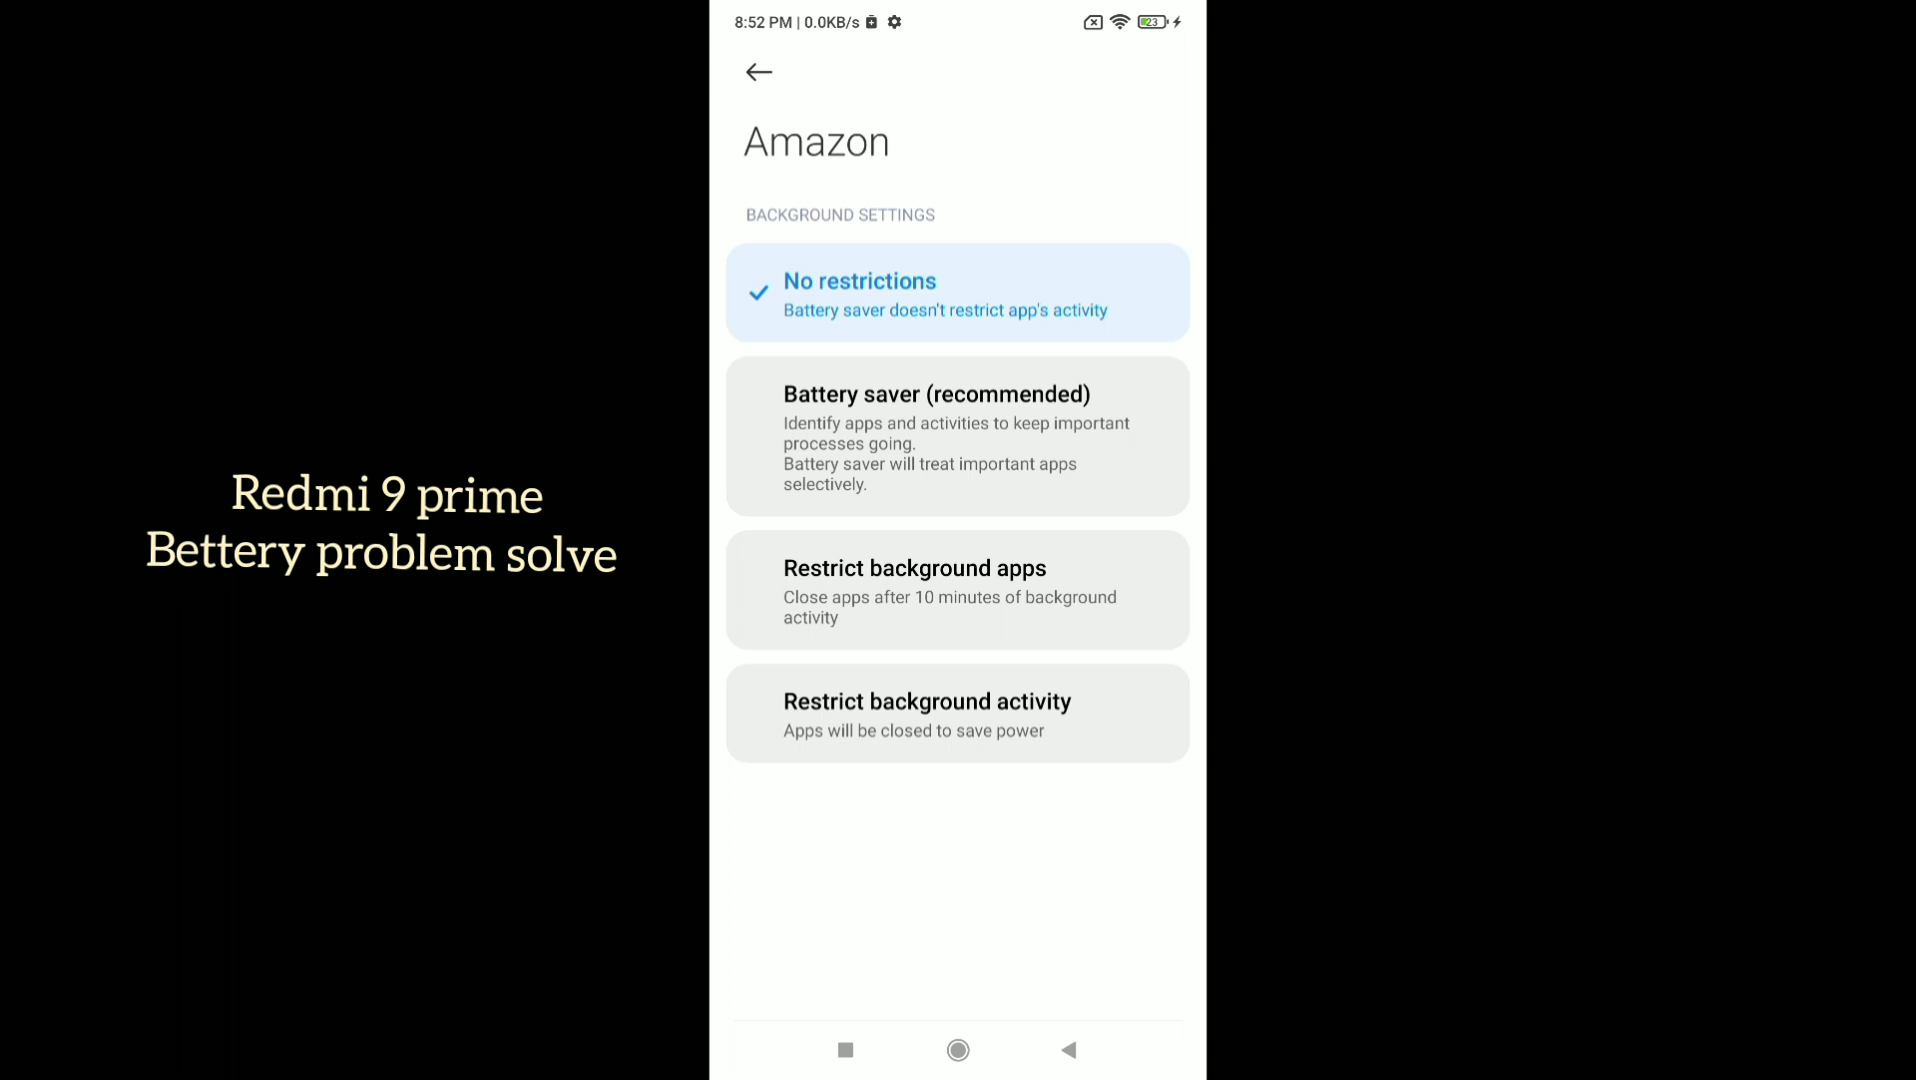 8:52 PM | 0.0KB/s
23
Amazon
BACKGROUND SETTINGS
No restrictions
Battery saver doesn't restrict app's activity
Battery saver (recommended)
Identify apps and activities to keep important
processes going.
Battery saver will treat important apps
selectively.
Restrict background apps
Close apps after 10 minutes of background
activity
Restrict background activity
Apps will be closed to save power
Redmi 9 prime
Bettery problem solve